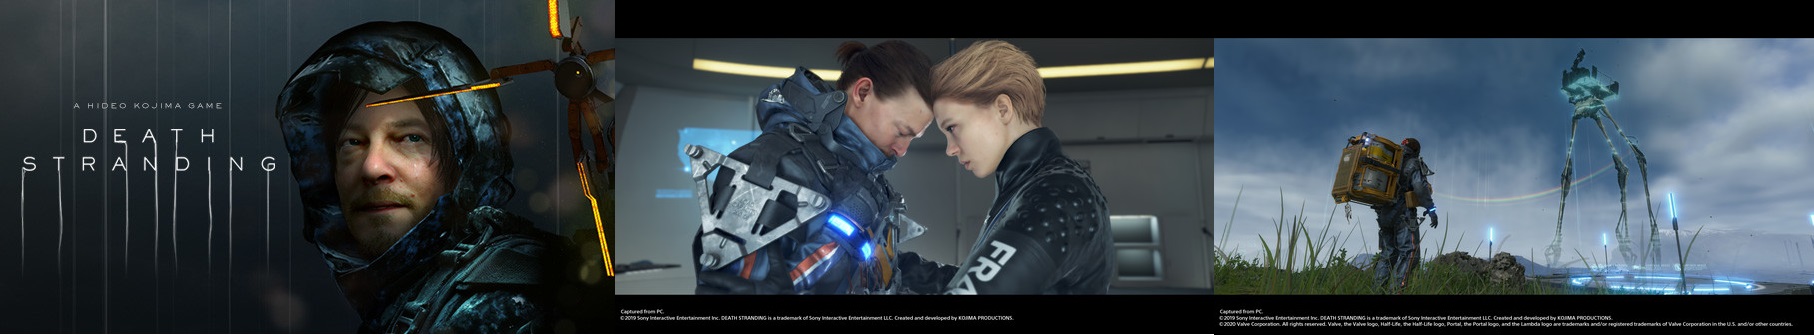 A HIDEO KOJIMA GAME
DEATH
STRANDING
FRA
Captured from PC.
©2019 Sony Interactive Entertainment Inc. DEATH STRANDING is a trademark of Sony Interactive Entertainment LLC. Created and developed by KOJIMA PRODUCTIONS.
Captured from PC.
©2019 Sony Interactive Entertainment Inc. DEATH STRANDING is a trademark of Sony Interactive Entertainment LLC. Created and developed by KOJIMA PRODUCTIONS.
©2020 Valve Corporation. All rights reserved. Valve, the Valve logo, Half-Life, the Half-Life logo, Portal, the Portal logo, and the Lambda logo are trademarks and/or registered trademarks of Valve Corporation in the U.S. and/or other countries.